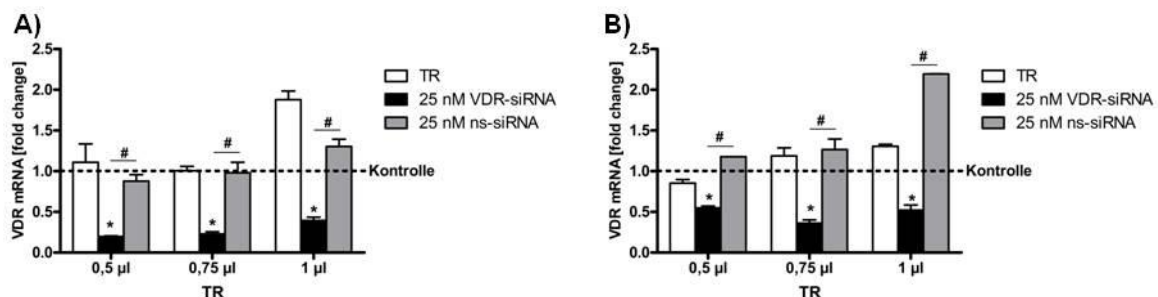 A)
VDR mRNA [fold change]
2.5
2.0
1.5
1.0
0.5
0.0
#
#
#
*
*
*
Kontrolle
0,5 µl
0,75 µl
1 µl
TR
TR
25 nM VDR-siRNA
25 nM ns-siRNA
B)
VDR mRNA [fold change]
2.5
2.0
1.5
1.0
0.5
0.0
#
#
#
*
*
*
Kontrolle
0,5 µl
0,75 µl
1 µl
TR
TR
25 nM VDR-siRNA
25 nM ns-siRNA